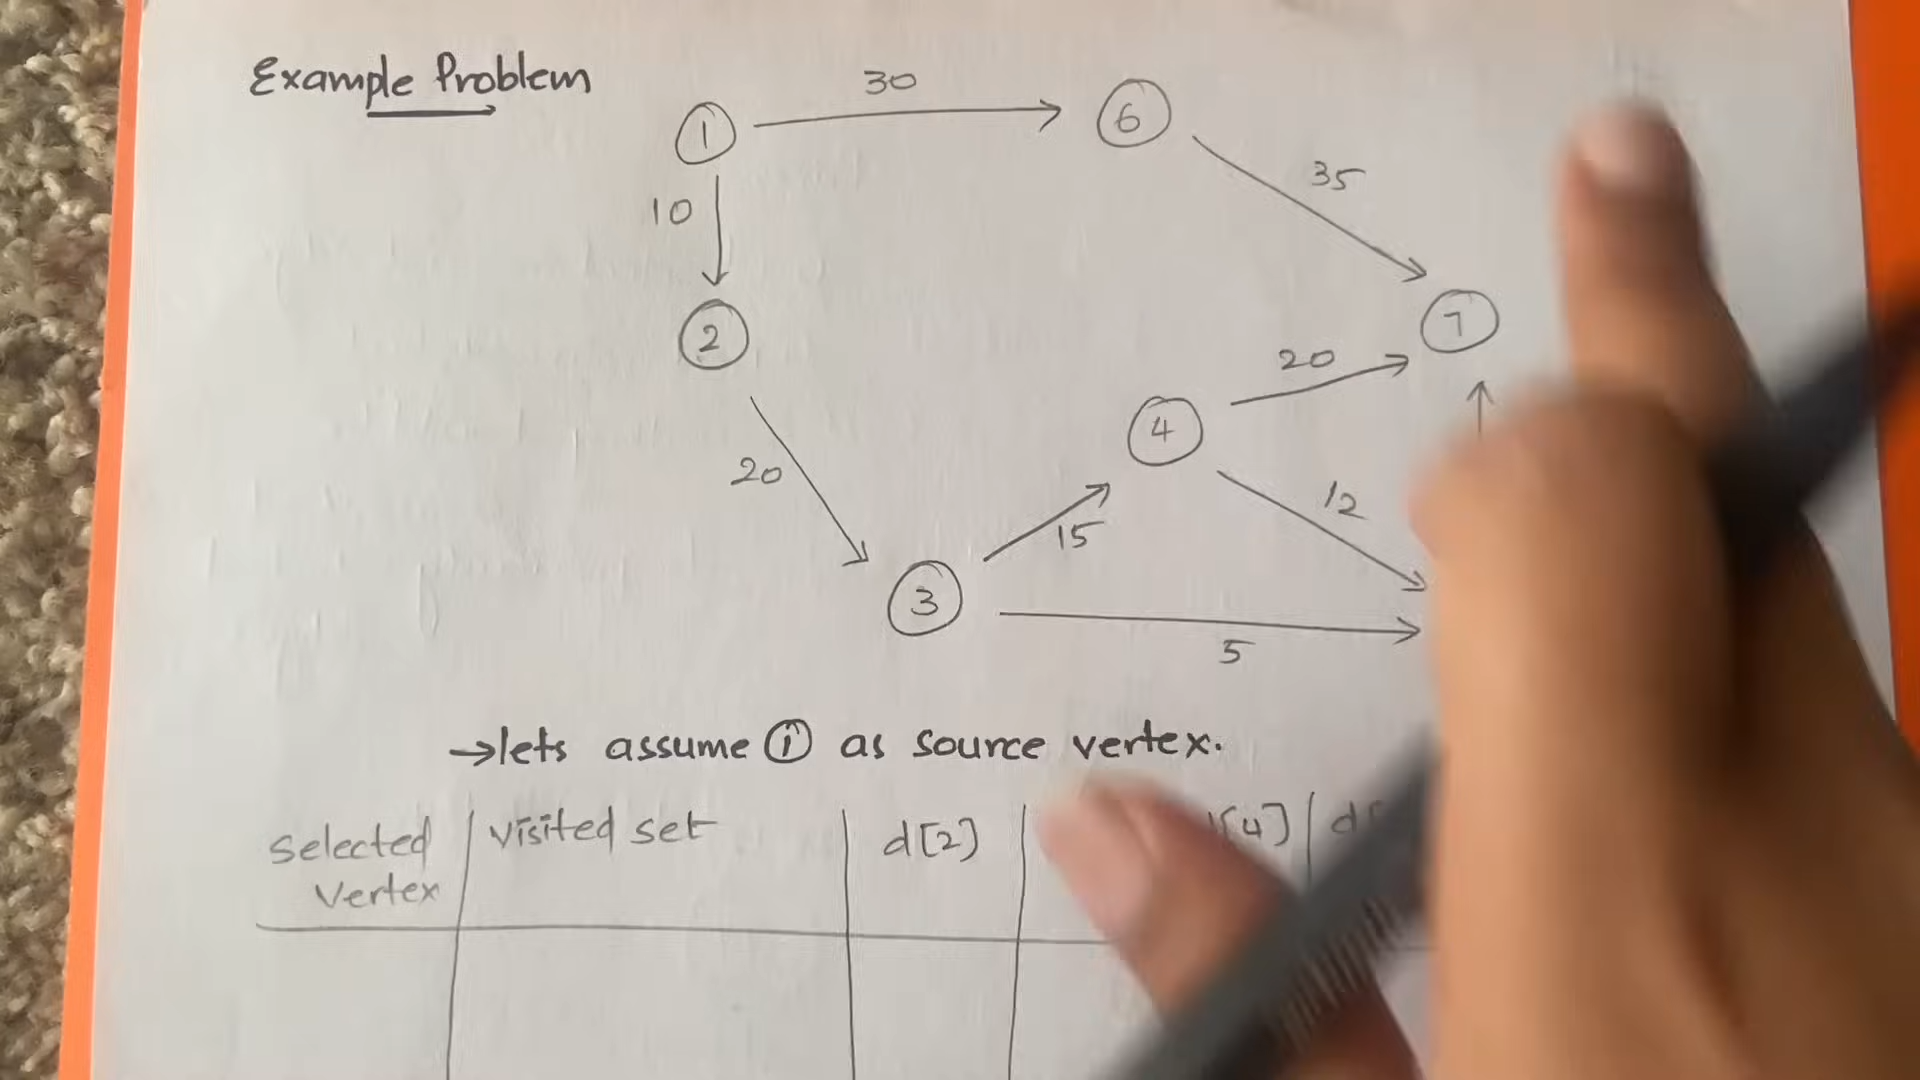 Example Problem
30
1
6
35
10
7
2
20
4
20
12
15
3
5
→lets assume ① as source vertex.
Selected Vertex
visited set
d[2]
[4]
d[